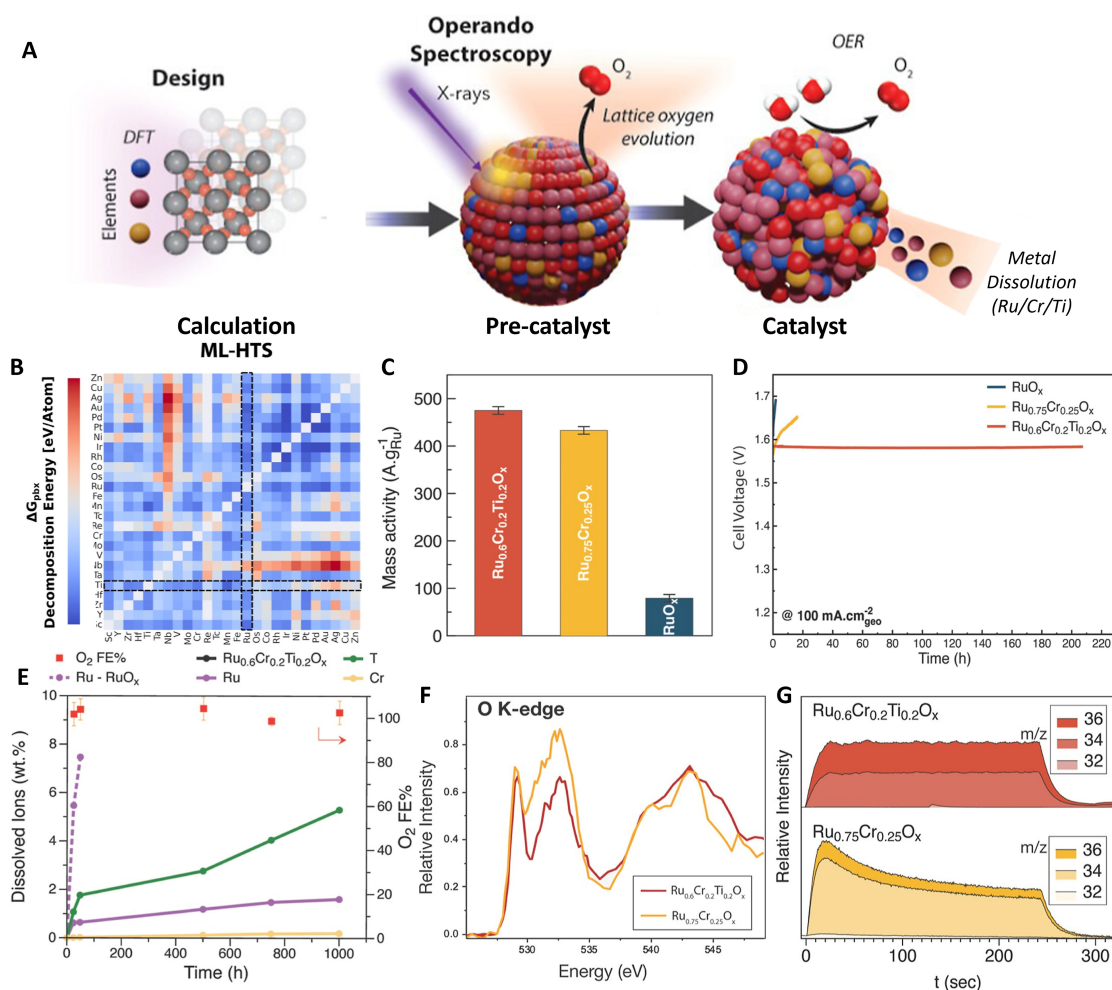 A
Design
DFT
Elements
Operando
Spectroscopy
X-rays
O2
Lattice oxygen
evolution
OER
O2
Metal
Dissolution
(Ru/Cr/Ti)
Calculation
ML-HTS
Pre-catalyst
Catalyst
B
ΔGpbx
Decomposition Energy [eV/Atom]
Zn
Cu
Ag
Au
Pd
Pt
Ni
Ir
Rh
Co
Os
Ru
Fe
Mn
Tc
Re
Cr
Mo
V
Nb
Ta
Ti
Hf
Zr
Y
Sc
Sc Y Zr Hf Ti Ta Nb V Mo Cr Re Tc Mn Fe Ru Os Co Rh Ir Ni Pt Pd Au Ag Cu Zn
C
Mass activity (A.g-1Ru)
500
400
300
200
100
0
Ru0.6Cr0.2Ti0.2Ox
Ru0.75Cr0.25Ox
RuOx
D
Cell Voltage (V)
1.7
1.6
1.5
1.4
1.3
1.2
RuOx
Ru0.75Cr0.25Ox
Ru0.6Cr0.2Ti0.2Ox
@ 100 mA.cm-2geo
0 20 40 60 80 100 120 140 160 180 200 220
Time (h)
E
O2 FE%
Ru0.6Cr0.2Ti0.2Ox
T
Ru - RuOx
Ru
Cr
Dissolved Ions (wt.%)
10
8
6
4
2
0
100
80
60
40
20
0
O2 FE%
0 200 400 600 800 1000
Time (h)
F
O K-edge
Relative Intensity
0.8
0.6
0.4
0.2
0.0
Ru0.6Cr0.2Ti0.2Ox
Ru0.75Cr0.25Ox
530 535 540 545
Energy (eV)
G
Relative Intensity
Ru0.6Cr0.2Ti0.2Ox
m/z
36
34
32
Ru0.75Cr0.25Ox
m/z
36
34
32
0 100 200 300
t (sec)